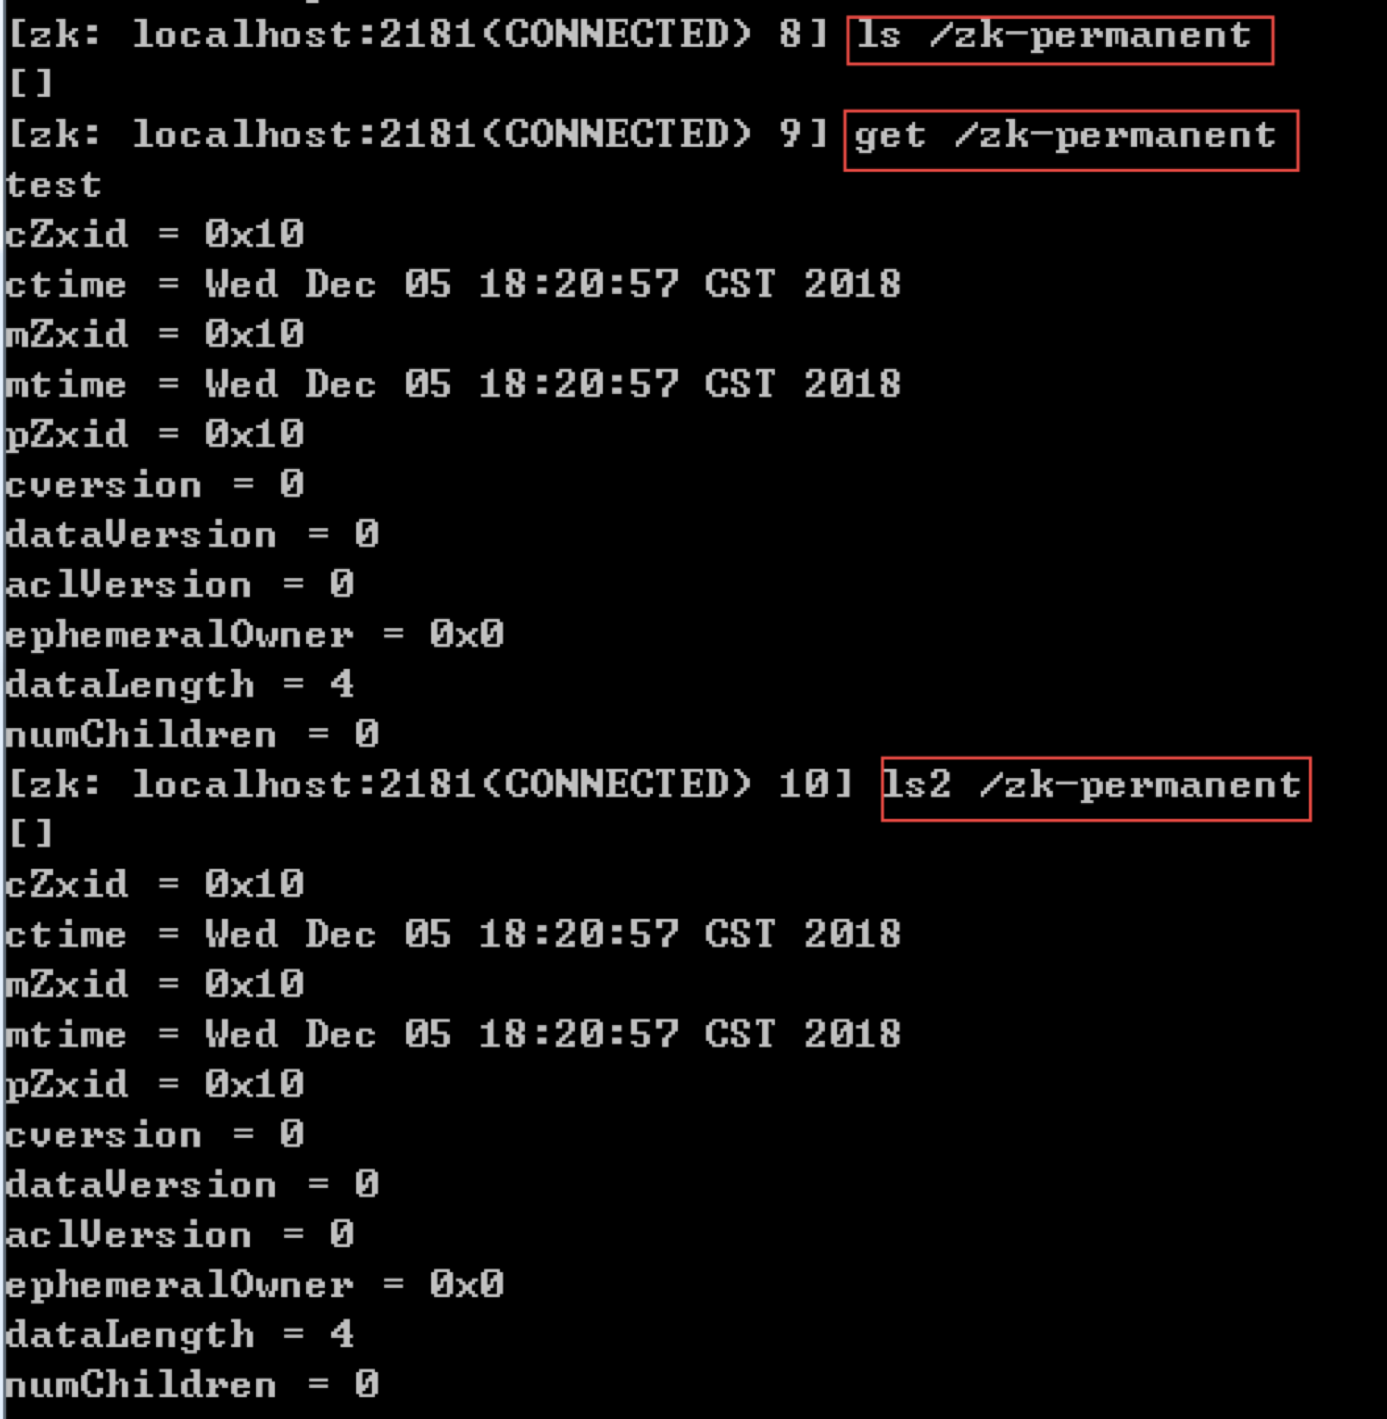 [zk: localhost:2181(CONNECTED) 8] ls /zk-permanent
[]
[zk: localhost:2181(CONNECTED) 9] get /zk-permanent
test
cZxid = 0x10
ctime = Wed Dec 05 18:20:57 CST 2018
mZxid = 0x10
mtime = Wed Dec 05 18:20:57 CST 2018
pZxid = 0x10
cversion = 0
dataVersion = 0
aclVersion = 0
ephemeralOwner = 0x0
dataLength = 4
numChildren = 0
[zk: localhost:2181(CONNECTED) 10] ls2 /zk-permanent
[]
cZxid = 0x10
ctime = Wed Dec 05 18:20:57 CST 2018
mZxid = 0x10
mtime = Wed Dec 05 18:20:57 CST 2018
pZxid = 0x10
cversion = 0
dataVersion = 0
aclVersion = 0
ephemeralOwner = 0x0
dataLength = 4
numChildren = 0